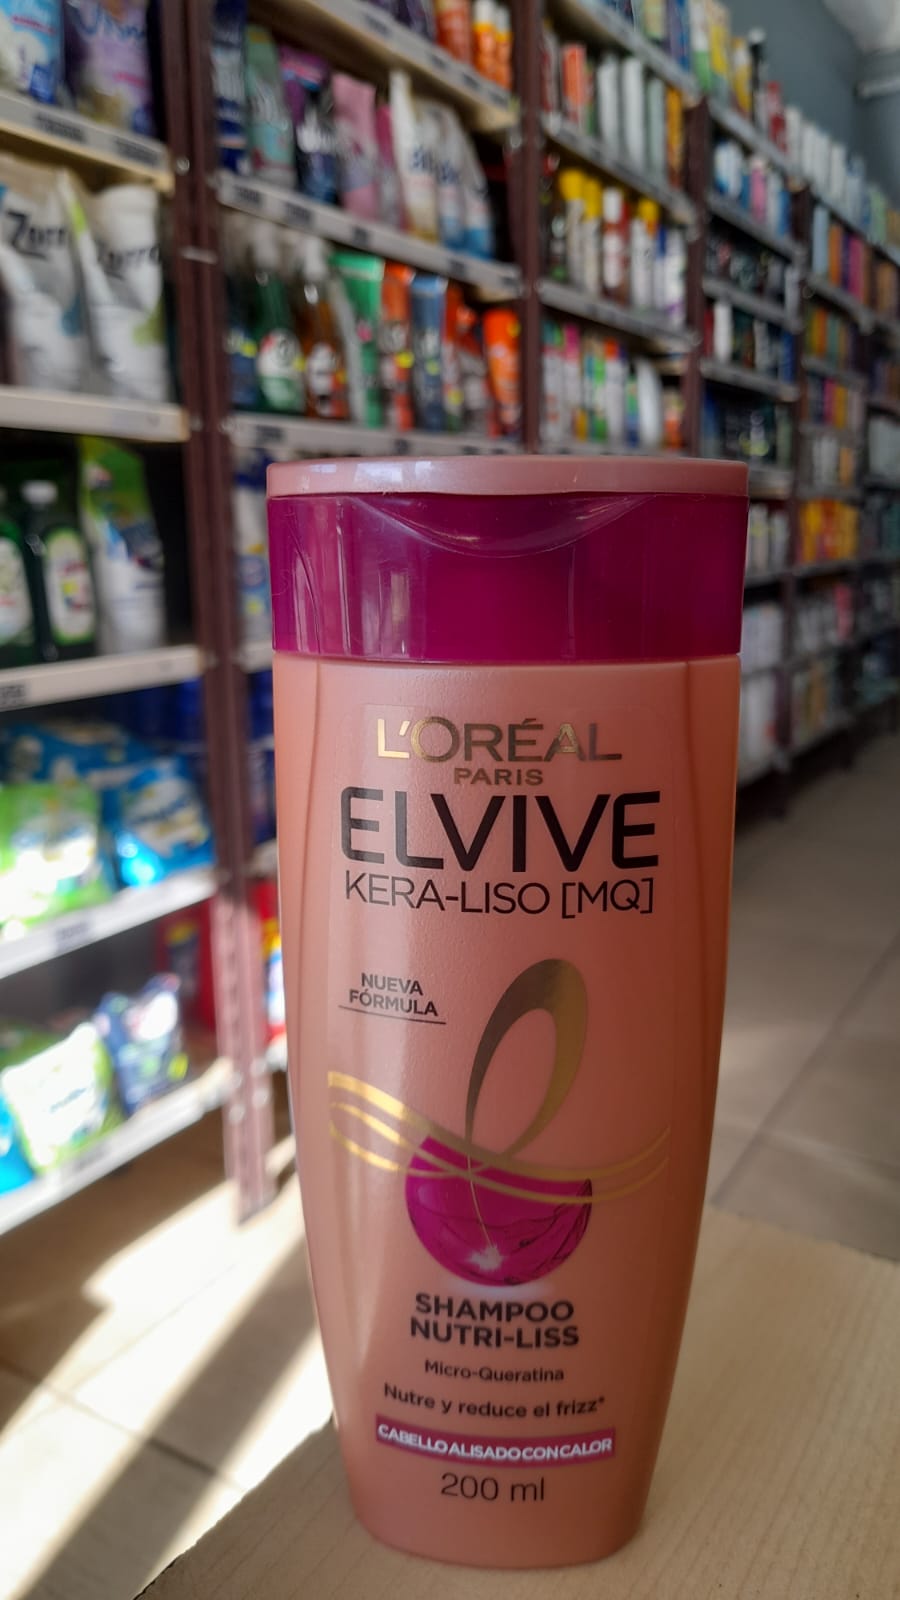 L'ORÉAL
PARIS
ELVIVE
KERA-LISO [MQ]
NUEVA
FÓRMULA
SHAMPOO
NUTRI-LISS
Micro-Queratina
Nutre y reduce el frizz*
CABELLO ALISADO CON CALOR
200 ml